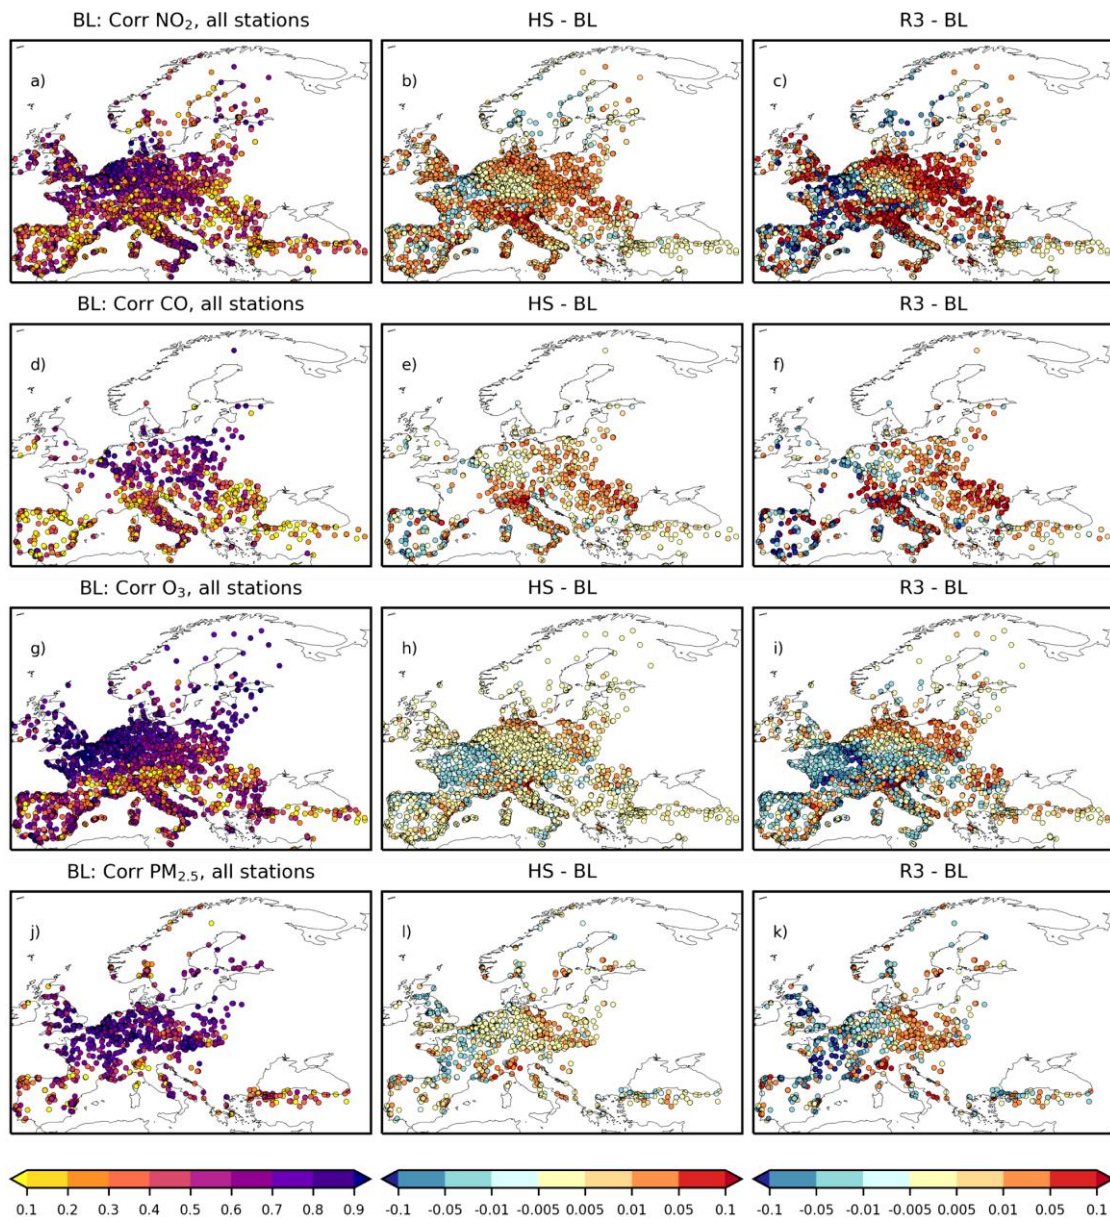 BL: Corr NO₂, all stations HS - BL R3 - BL
a) b) c)
BL: Corr CO, all stations HS - BL R3 - BL
d) e) f)
BL: Corr O₃, all stations HS - BL R3 - BL
g) h) i)
BL: Corr PM₂.₅, all stations HS - BL R3 - BL
j) l) k)
0.1 0.2 0.3 0.4 0.5 0.6 0.7 0.8 0.9 -0.1 -0.05 -0.01 -0.005 0.005 0.01 0.05 0.1 -0.1 -0.05 -0.01 -0.005 0.005 0.01 0.05 0.1